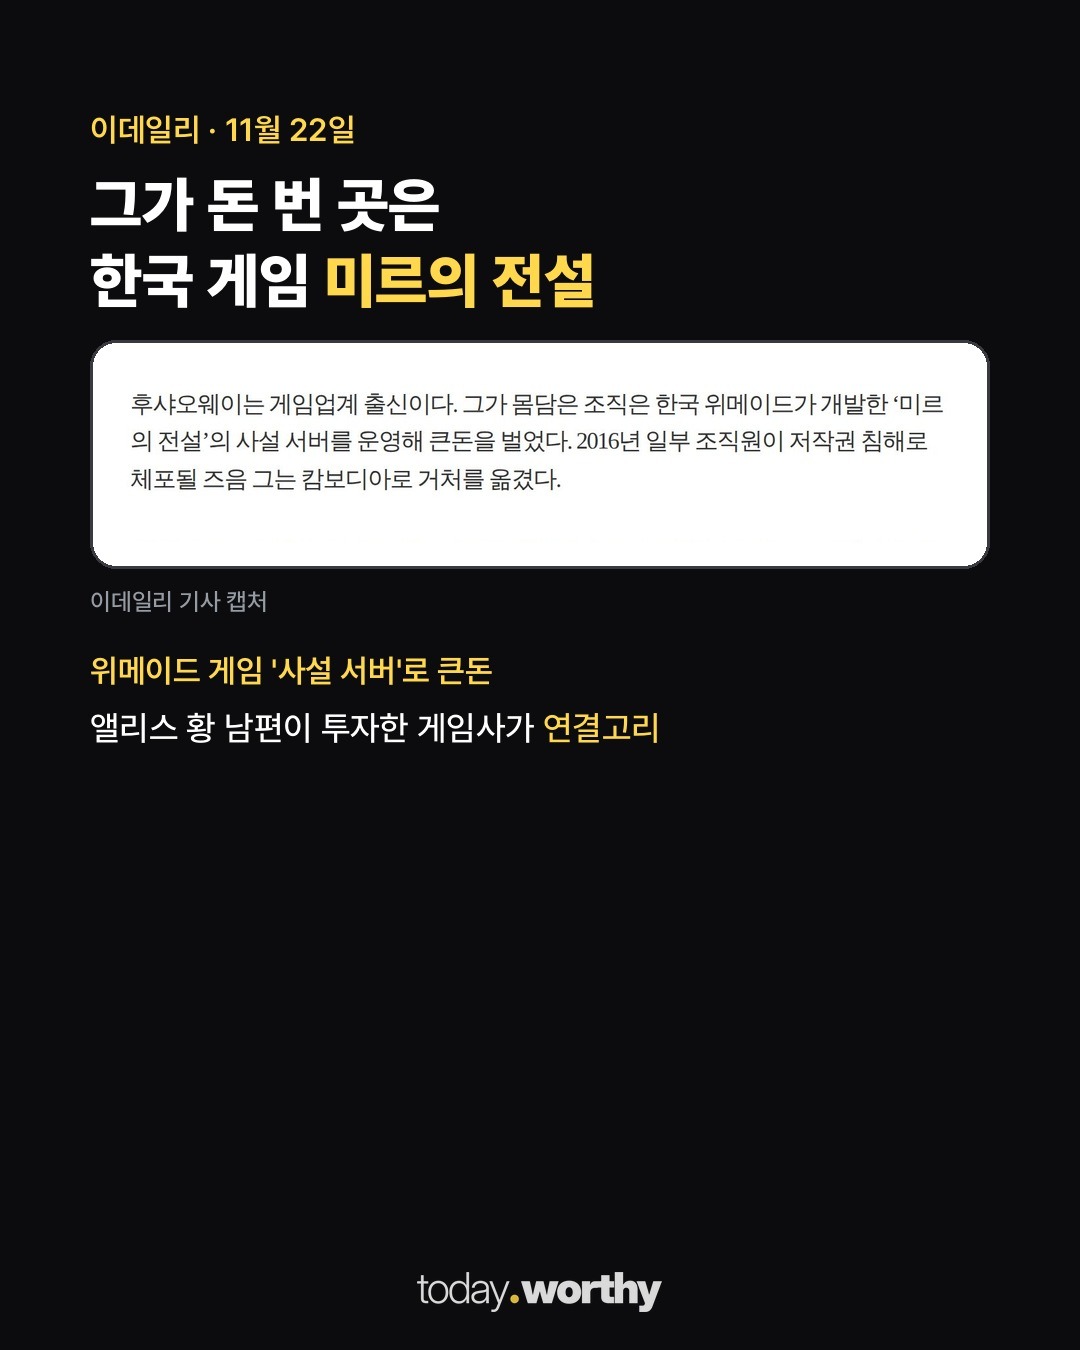 이데일리 · 11월 22일
그가 돈 번 곳은
한국 게임 미르의 전설
후샤오웨이는 게임업계 출신이다. 그가 몸담은 조직은 한국 위메이드가 개발한 ‘미르
의 전설’의 사설 서버를 운영해 큰돈을 벌었다. 2016년 일부 조직원이 저작권 침해로
체포될 즈음 그는 캄보디아로 거처를 옮겼다.
이데일리 기사 캡처
위메이드 게임 '사설 서버'로 큰돈
앨리스 황 남편이 투자한 게임사가 연결고리
today.worthy